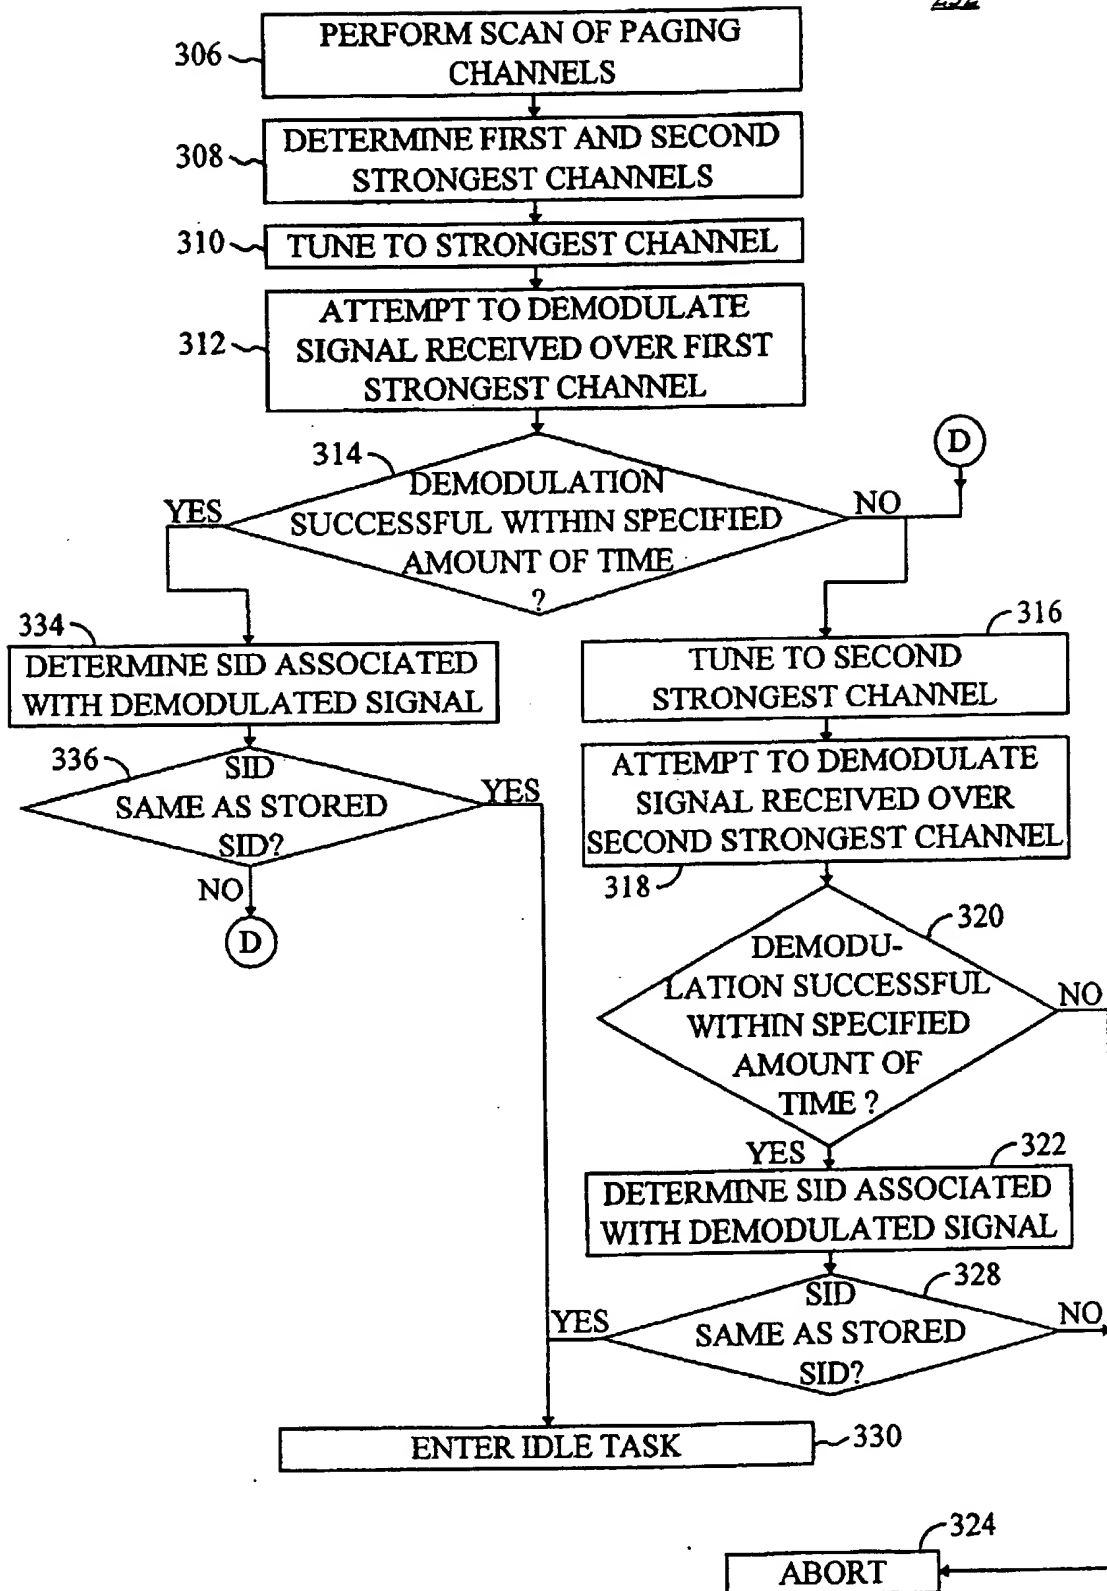 306
PERFORM SCAN OF PAGING
CHANNELS
308
DETERMINE FIRST AND SECOND
STRONGEST CHANNELS
310
TUNE TO STRONGEST CHANNEL
312
ATTEMPT TO DEMODULATE
SIGNAL RECEIVED OVER FIRST
STRONGEST CHANNEL
314
DEMODULATION
SUCCESSFUL WITHIN SPECIFIED
AMOUNT OF TIME
?
YES
NO
D
334
DETERMINE SID ASSOCIATED
WITH DEMODULATED SIGNAL
336
SID
SAME AS STORED
SID?
YES
NO
D
316
TUNE TO SECOND
STRONGEST CHANNEL
ATTEMPT TO DEMODULATE
SIGNAL RECEIVED OVER
SECOND STRONGEST CHANNEL
318
320
DEMODU-
LATION SUCCESSFUL
WITHIN SPECIFIED
AMOUNT OF
TIME ?
NO
YES
322
DETERMINE SID ASSOCIATED
WITH DEMODULATED SIGNAL
328
SID
SAME AS STORED
SID?
YES
NO
ENTER IDLE TASK
330
324
ABORT